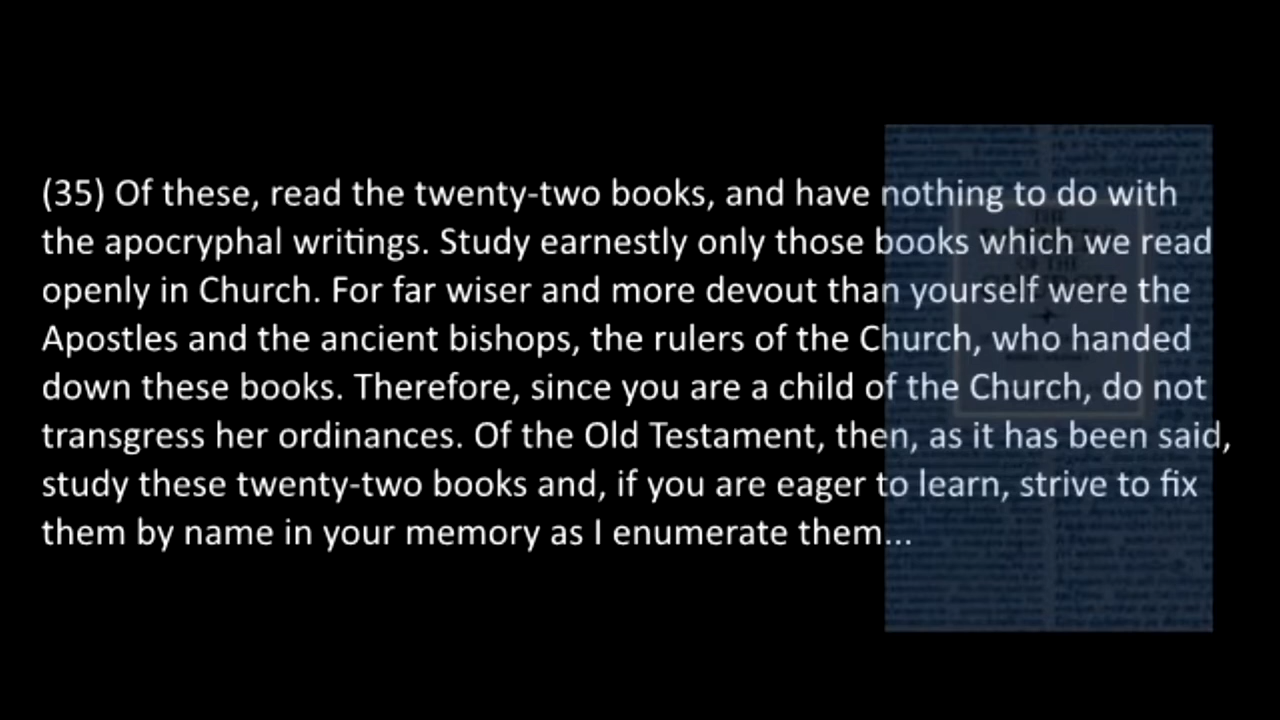 (35) Of these, read the twenty-two books, and have nothing to do with
the apocryphal writings. Study earnestly only those books which we read
openly in Church. For far wiser and more devout than yourself were the
Apostles and the ancient bishops, the rulers of the Church, who handed
down these books. Therefore, since you are a child of the Church, do not
transgress her ordinances. Of the Old Testament, then, as it has been said,
study these twenty-two books and, if you are eager to learn, strive to fix
them by name in your memory as I enumerate them...